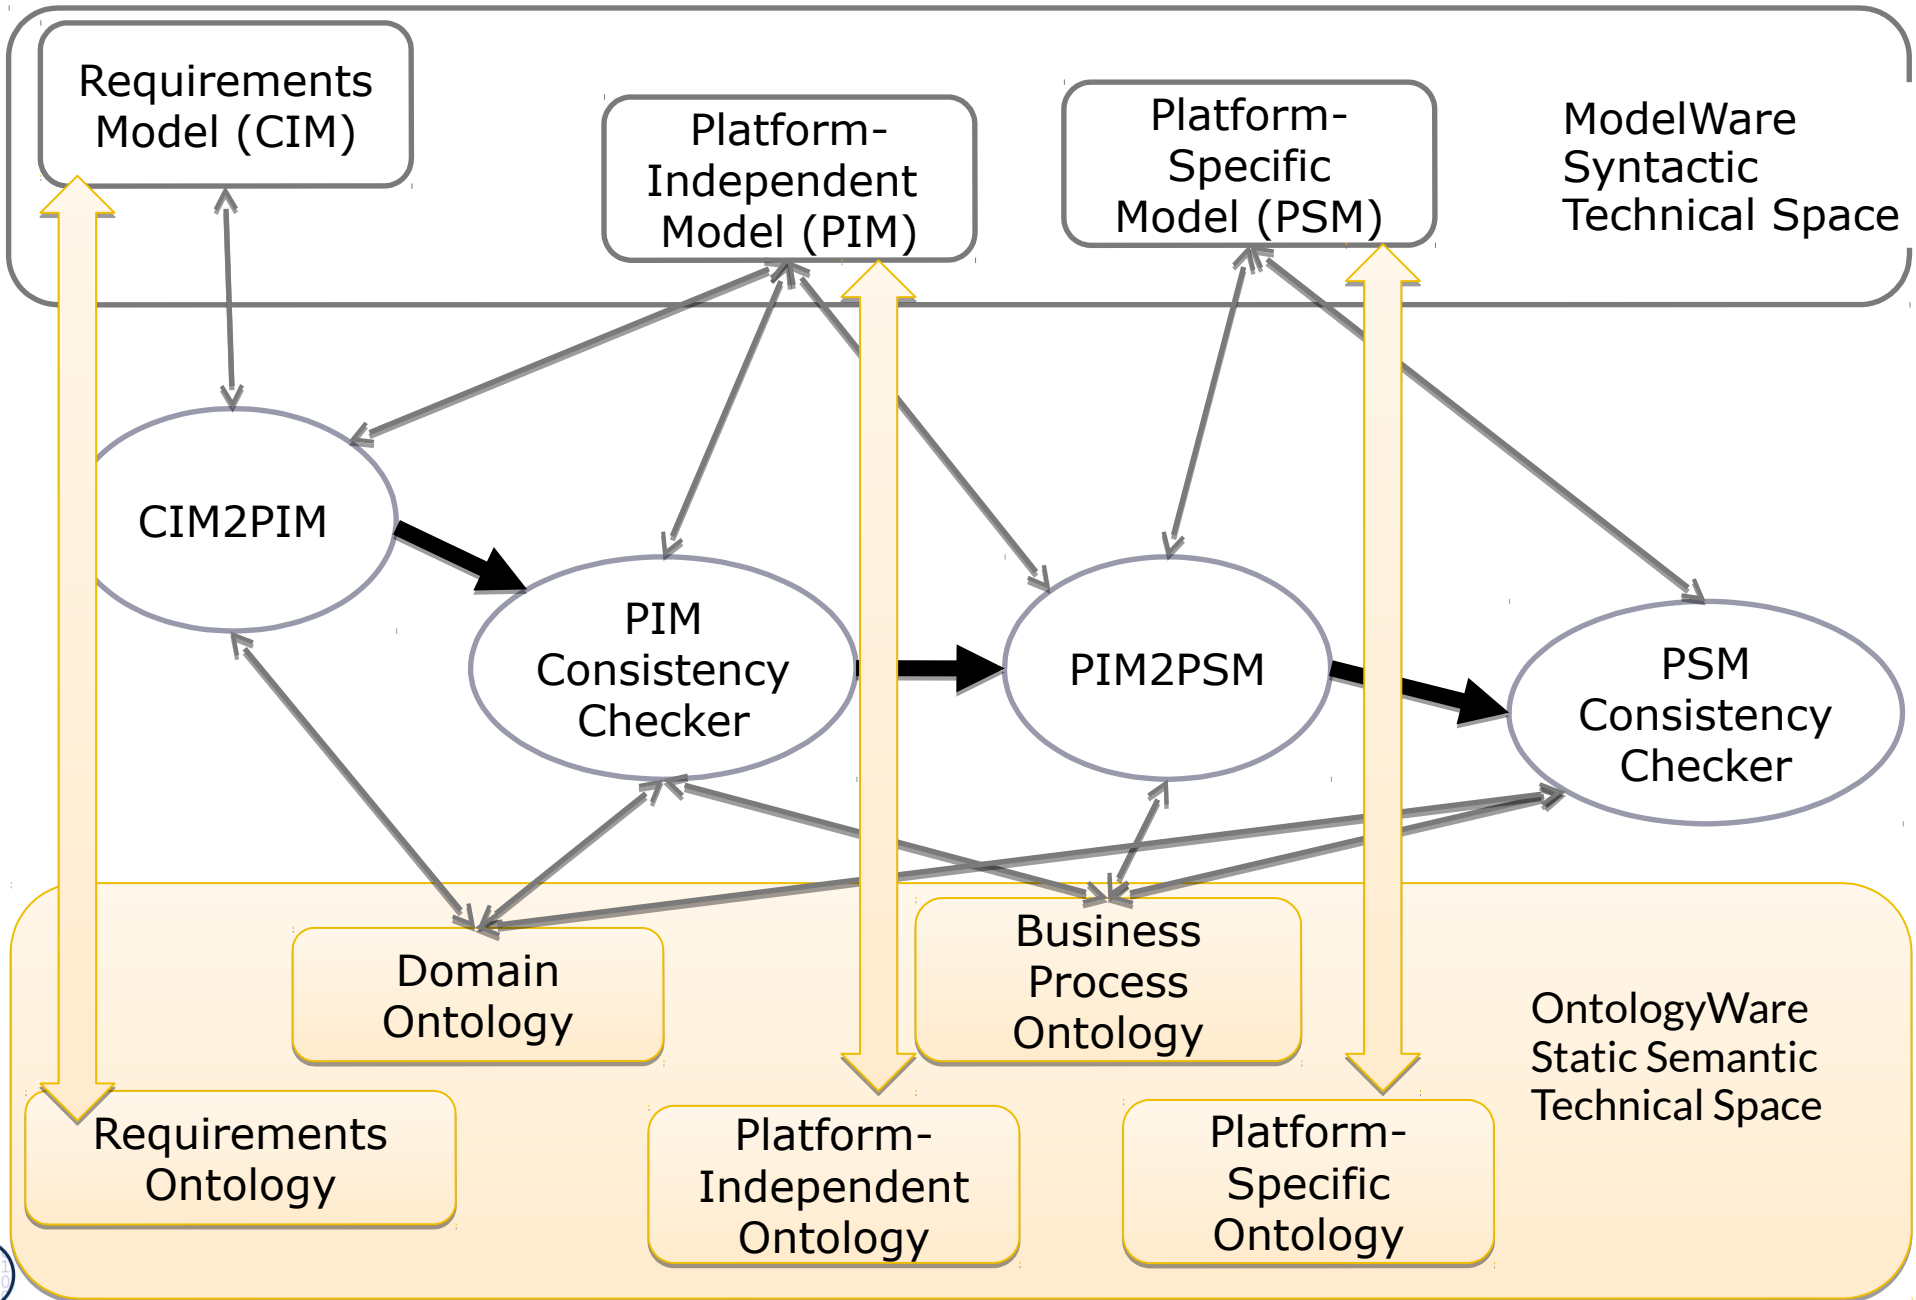 Requirements
Model (CIM)
Platform-
Independent
Model (PIM)
Platform-
Specific
Model (PSM)
ModelWare
Syntactic
Technical Space
CIM2PIM
PIM
Consistency
Checker
PIM2PSM
PSM
Consistency
Checker
Domain
Ontology
Business
Process
Ontology
OntologyWare
Static Semantic
Technical Space
Requirements
Ontology
Platform-
Independent
Ontology
Platform-
Specific
Ontology